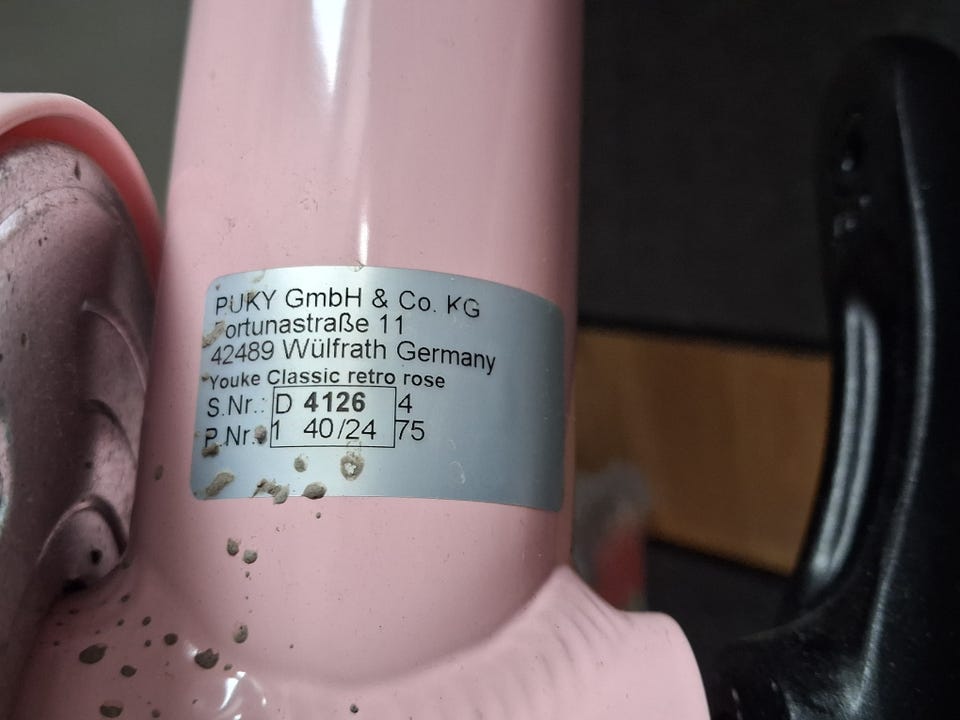 PUKY GmbH & Co. KG
Fortunastraße 11
42489 Wülfrath Germany
Youke Classic retro rose
S.Nr.: D 4126 4
P.Nr.: 1 40/24 75